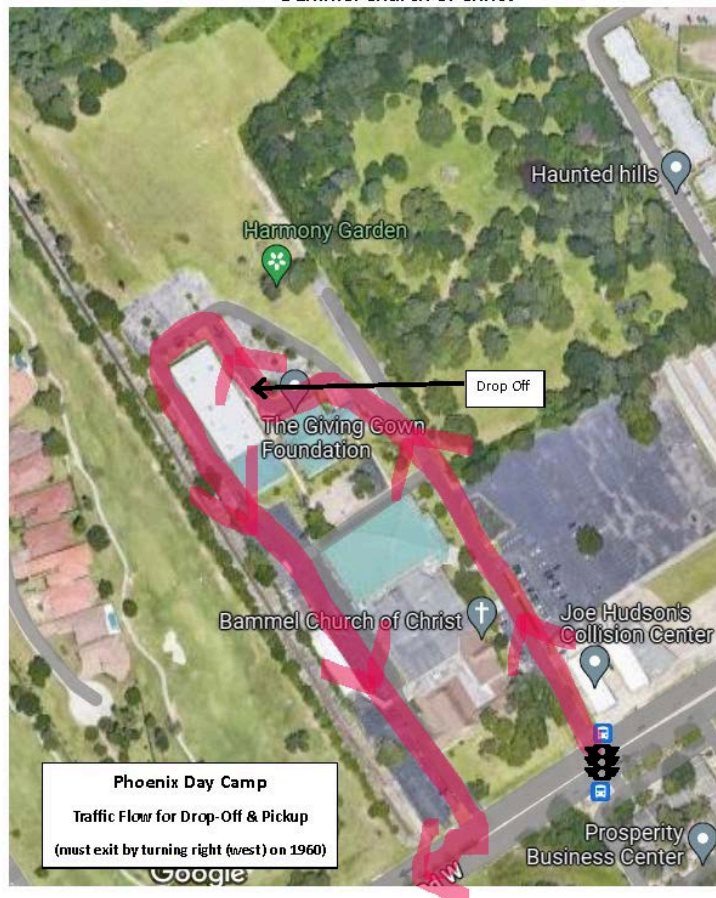 Haunted hills
Harmony Garden
Drop Off
The Giving Gown
Foundation
Bammel Church of Christ
Joe Hudson's
Collision Center
Phoenix Day Camp
Traffic Flow for Drop-Off & Pickup
(must exit by turning right (west) on 1960)
Prosperity
Business Center
Google